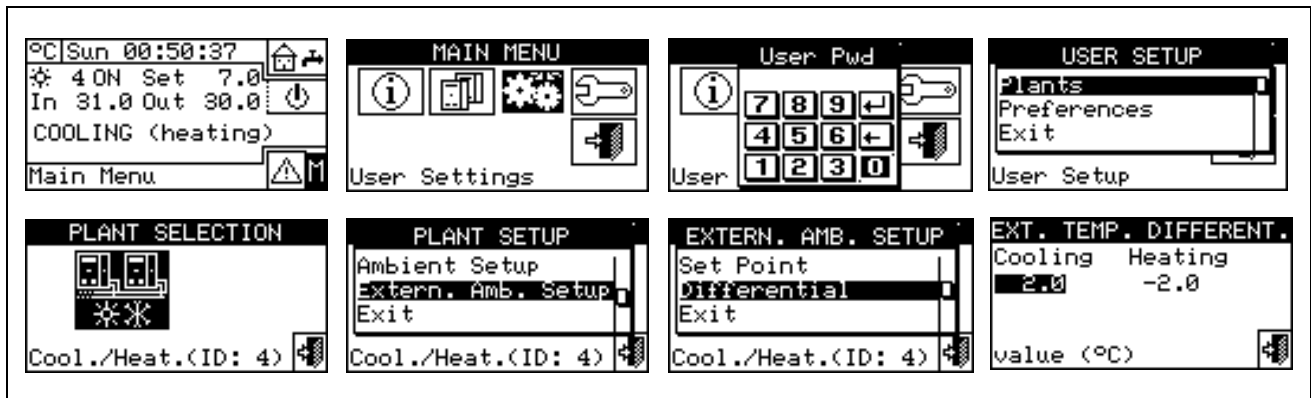 ºC Sun 00:50:37
4 ON Set 7.0
In 31.0 Out 30.0
COOLING (heating)
Main Menu M
MAIN MENU
User Settings
User Pwd
7 8 9
4 5 6
1 2 3 0
User
USER SETUP
Plants
Preferences
Exit
User Setup
PLANT SELECTION
Cool./Heat.(ID: 4)
PLANT SETUP
Ambient Setup
Extern. Amb. Setup
Exit
Cool./Heat.(ID: 4)
EXTERN. AMB. SETUP
Set Point
Differential
Exit
Cool./Heat.(ID: 4)
EXT. TEMP. DIFFERENT.
Cooling Heating
2.0 -2.0
value (ºC)